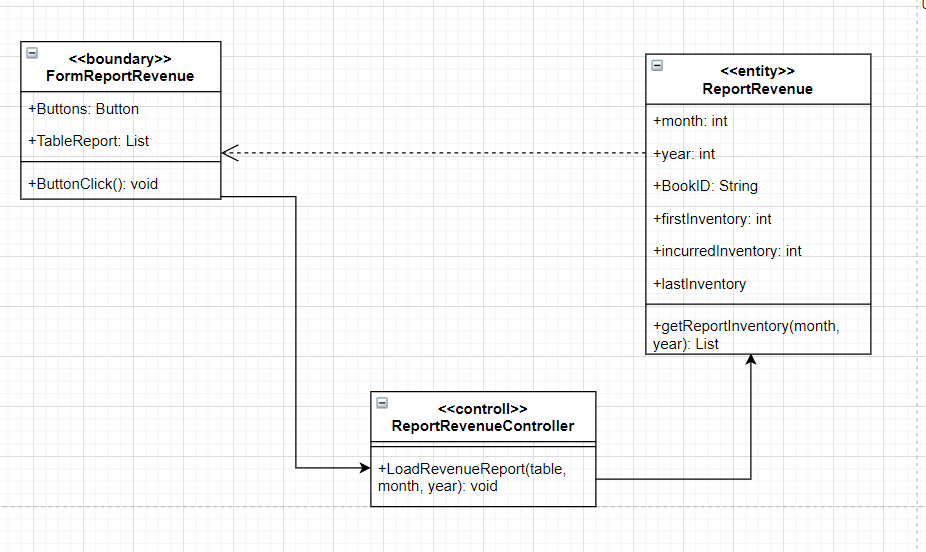 <<boundary>>
FormReportRevenue
+Buttons: Button
+TableReport: List
+ButtonClick(): void
<<entity>>
ReportRevenue
+month: int
+year: int
+BookID: String
+firstInventory: int
+incurredInventory: int
+lastInventory
+getReportInventory(month,
year): List
<<controll>>
ReportRevenueController
+LoadRevenueReport(table,
month, year): void